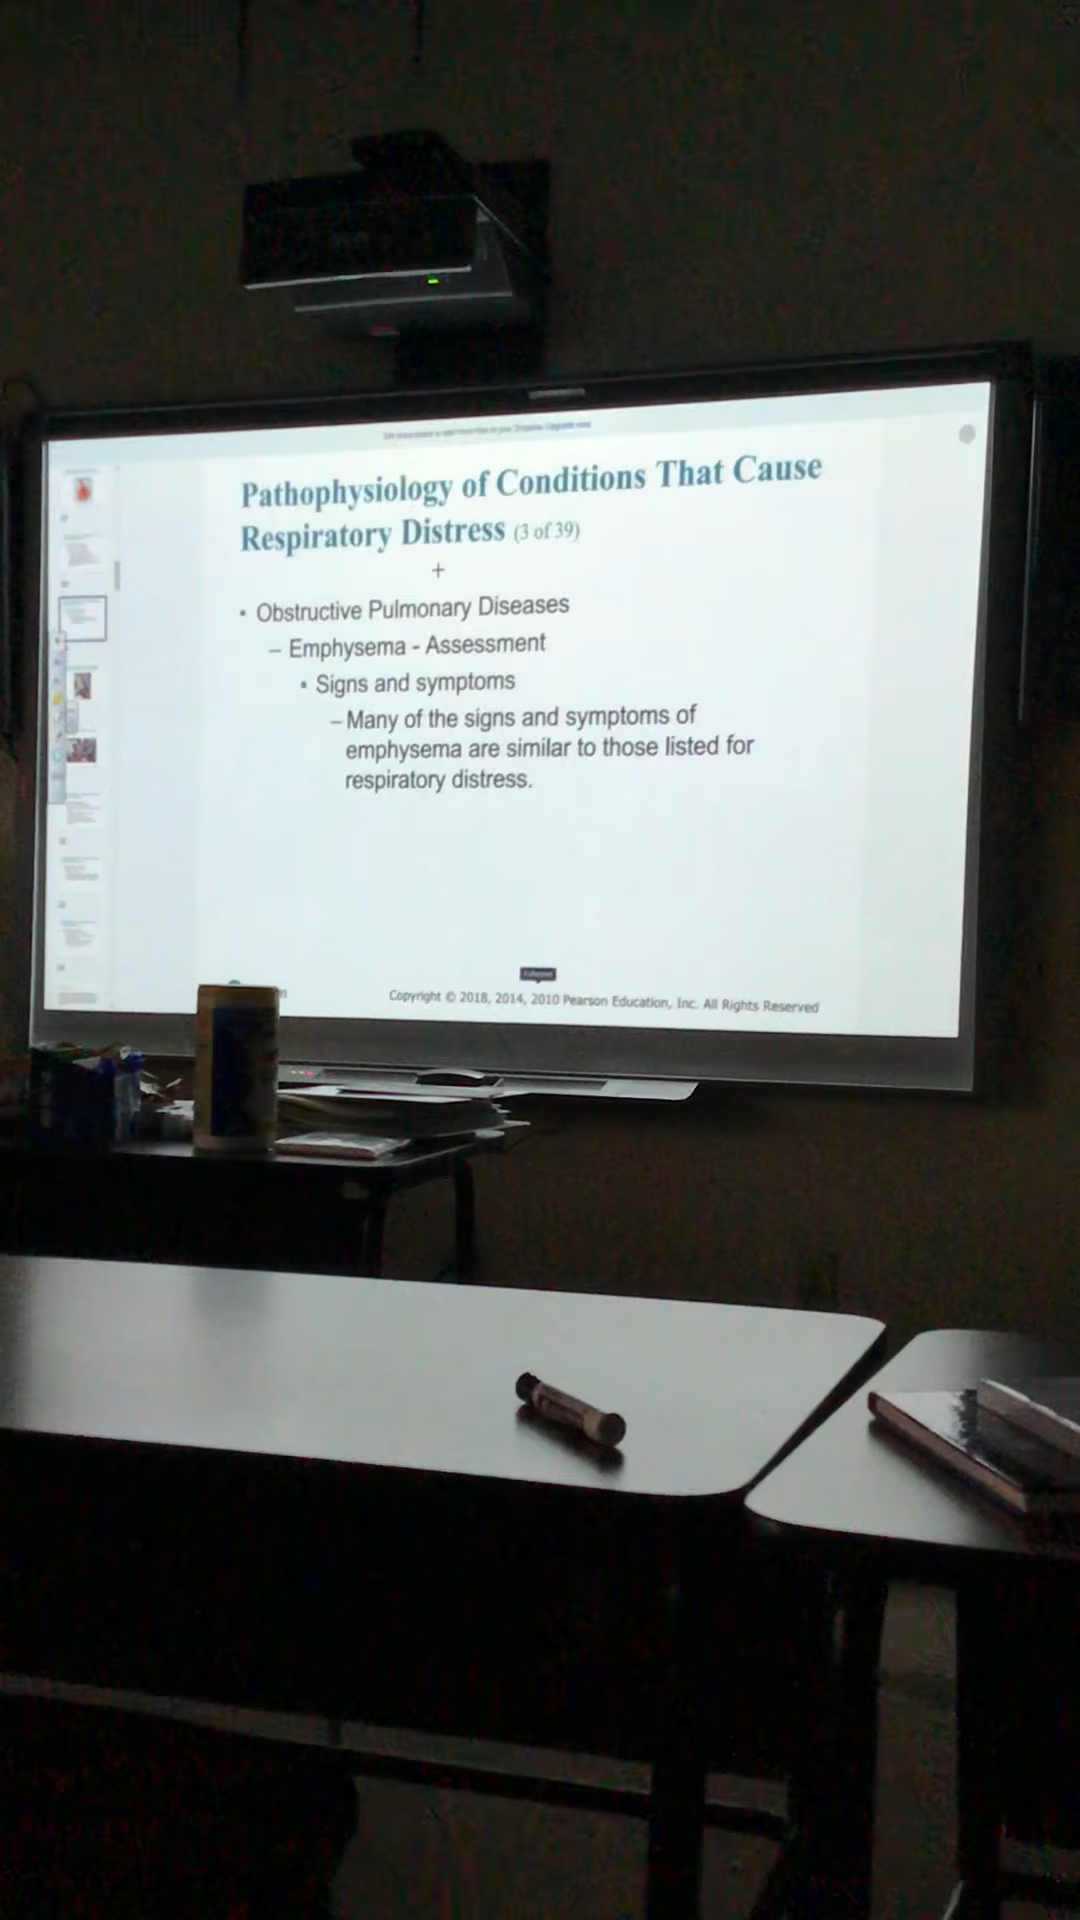 Pathophysiology of Conditions That Cause
Respiratory Distress (3 of 39)
• Obstructive Pulmonary Diseases
– Emphysema - Assessment
▪ Signs and symptoms
– Many of the signs and symptoms of
emphysema are similar to those listed for
respiratory distress.
Copyright © 2018, 2014, 2010 Pearson Education, Inc. All Rights Reserved